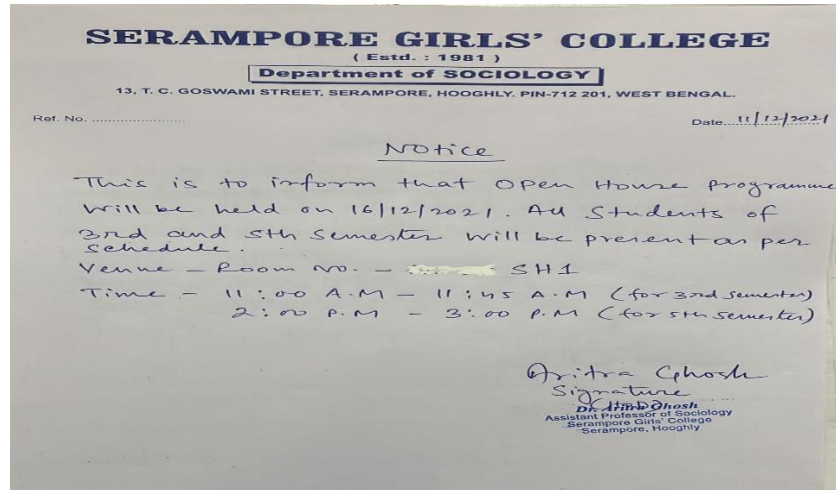 SERAMPORE GIRLS' COLLEGE
( Estd. : 1981 )
Department of SOCIOLOGY
13, T. C. GOSWAMI STREET, SERAMPORE, HOOGHLY. PIN-712 201, WEST BENGAL.
Ref. No. ........................ Date. 11/12/2021
Notice
This is to inform that Open House programme
will be held on 16/12/2021. All Students of
3rd and 5th Semester will be present as per
schedule.
Venue – Room No. – SH1
Time – 11:00 A.M – 11:45 A.M (for 3rd semester)
2:00 P.M – 3:00 P.M (for 5th semester)
Aritra Ghosh
Signature
Dr. Aritra Ghosh
Assistant Professor of Sociology
Serampore Girls' College
Serampore, Hooghly